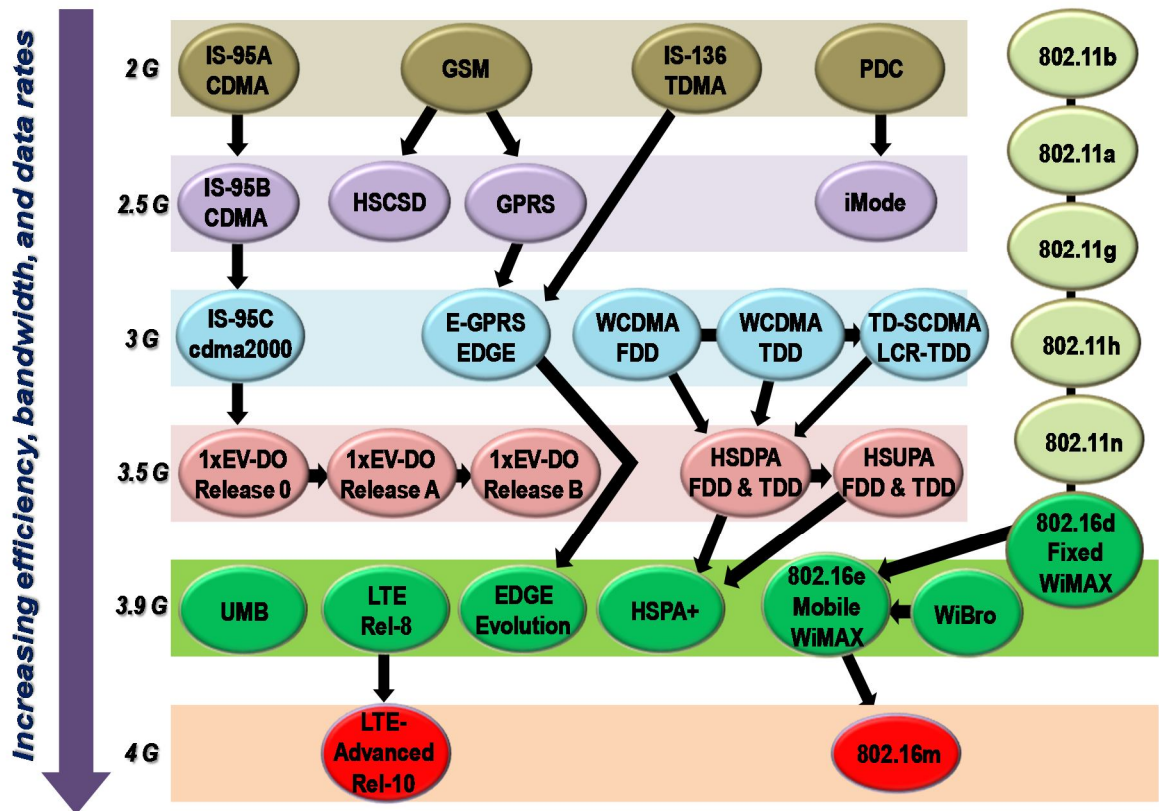 Increasing efficiency, bandwidth, and data rates
2 G
IS-95A
CDMA
GSM
IS-136
TDMA
PDC
802.11b
802.11a
2.5 G
IS-95B
CDMA
HSCSD
GPRS
iMode
802.11g
3 G
IS-95C
cdma2000
E-GPRS
EDGE
WCDMA
FDD
WCDMA
TDD
TD-SCDMA
LCR-TDD
802.11h
802.11n
3.5 G
1xEV-DO
Release 0
1xEV-DO
Release A
1xEV-DO
Release B
HSDPA
FDD & TDD
HSUPA
FDD & TDD
802.16d
Fixed
WiMAX
3.9 G
UMB
LTE
Rel-8
EDGE
Evolution
HSPA+
802.16e
Mobile
WiMAX
WiBro
4 G
LTE-
Advanced
Rel-10
802.16m